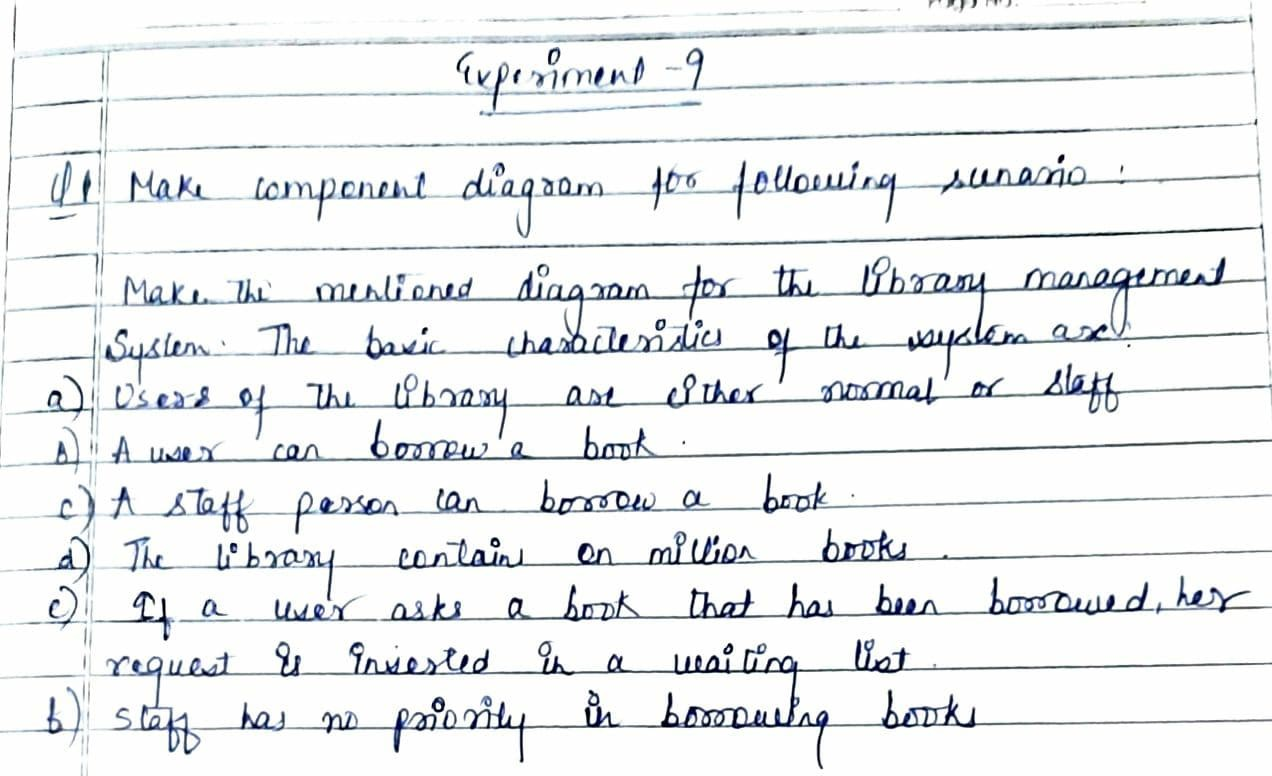 Experiment - 9
Q1 Make component diagram for following scenario :
Make the mentioned diagram for the library management
System. The basic characteristics of the system are:
a) Users of the library are either normal or staff
b) A user can borrow a book.
c) A staff person can borrow a book.
d) The library contains on million books.
e) If a user asks a book that has been borrowed, her
request is inserted in a waiting list.
b) staff has no priority in borrowing books